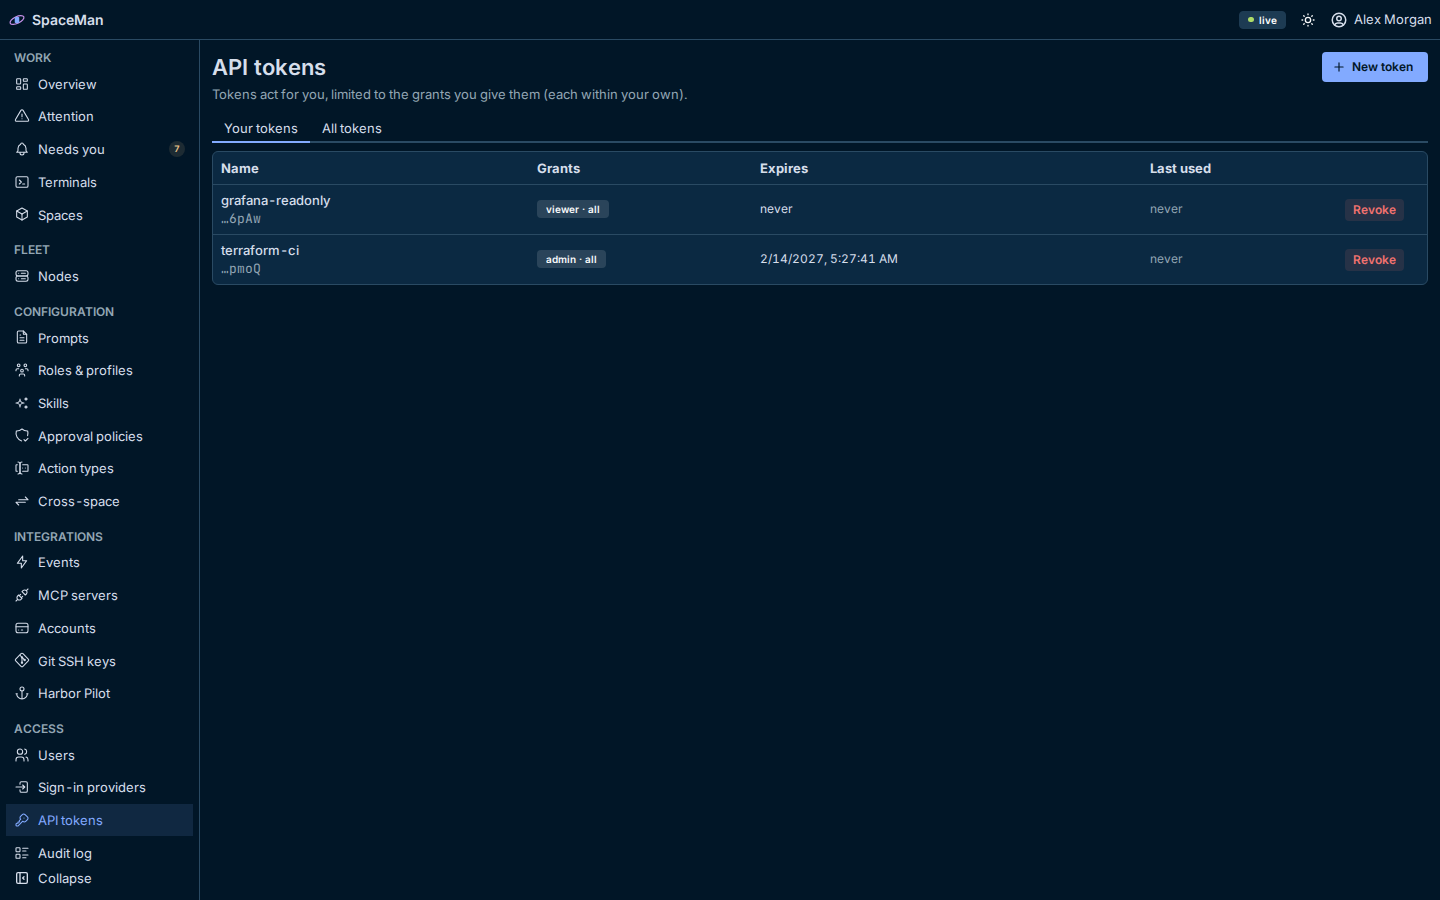 SpaceMan
live
Alex Morgan
WORK
Overview
Attention
Needs you 7
Terminals
Spaces
FLEET
Nodes
CONFIGURATION
Prompts
Roles & profiles
Skills
Approval policies
Action types
Cross-space
INTEGRATIONS
Events
MCP servers
Accounts
Git SSH keys
Harbor Pilot
ACCESS
Users
Sign-in providers
API tokens
Audit log
Collapse
API tokens
New token
Tokens act for you, limited to the grants you give them (each within your own).
Your tokens All tokens
Name Grants Expires Last used
grafana-readonly viewer · all never never Revoke
…6pAw
terraform-ci admin · all 2/14/2027, 5:27:41 AM never Revoke
…pmoQ